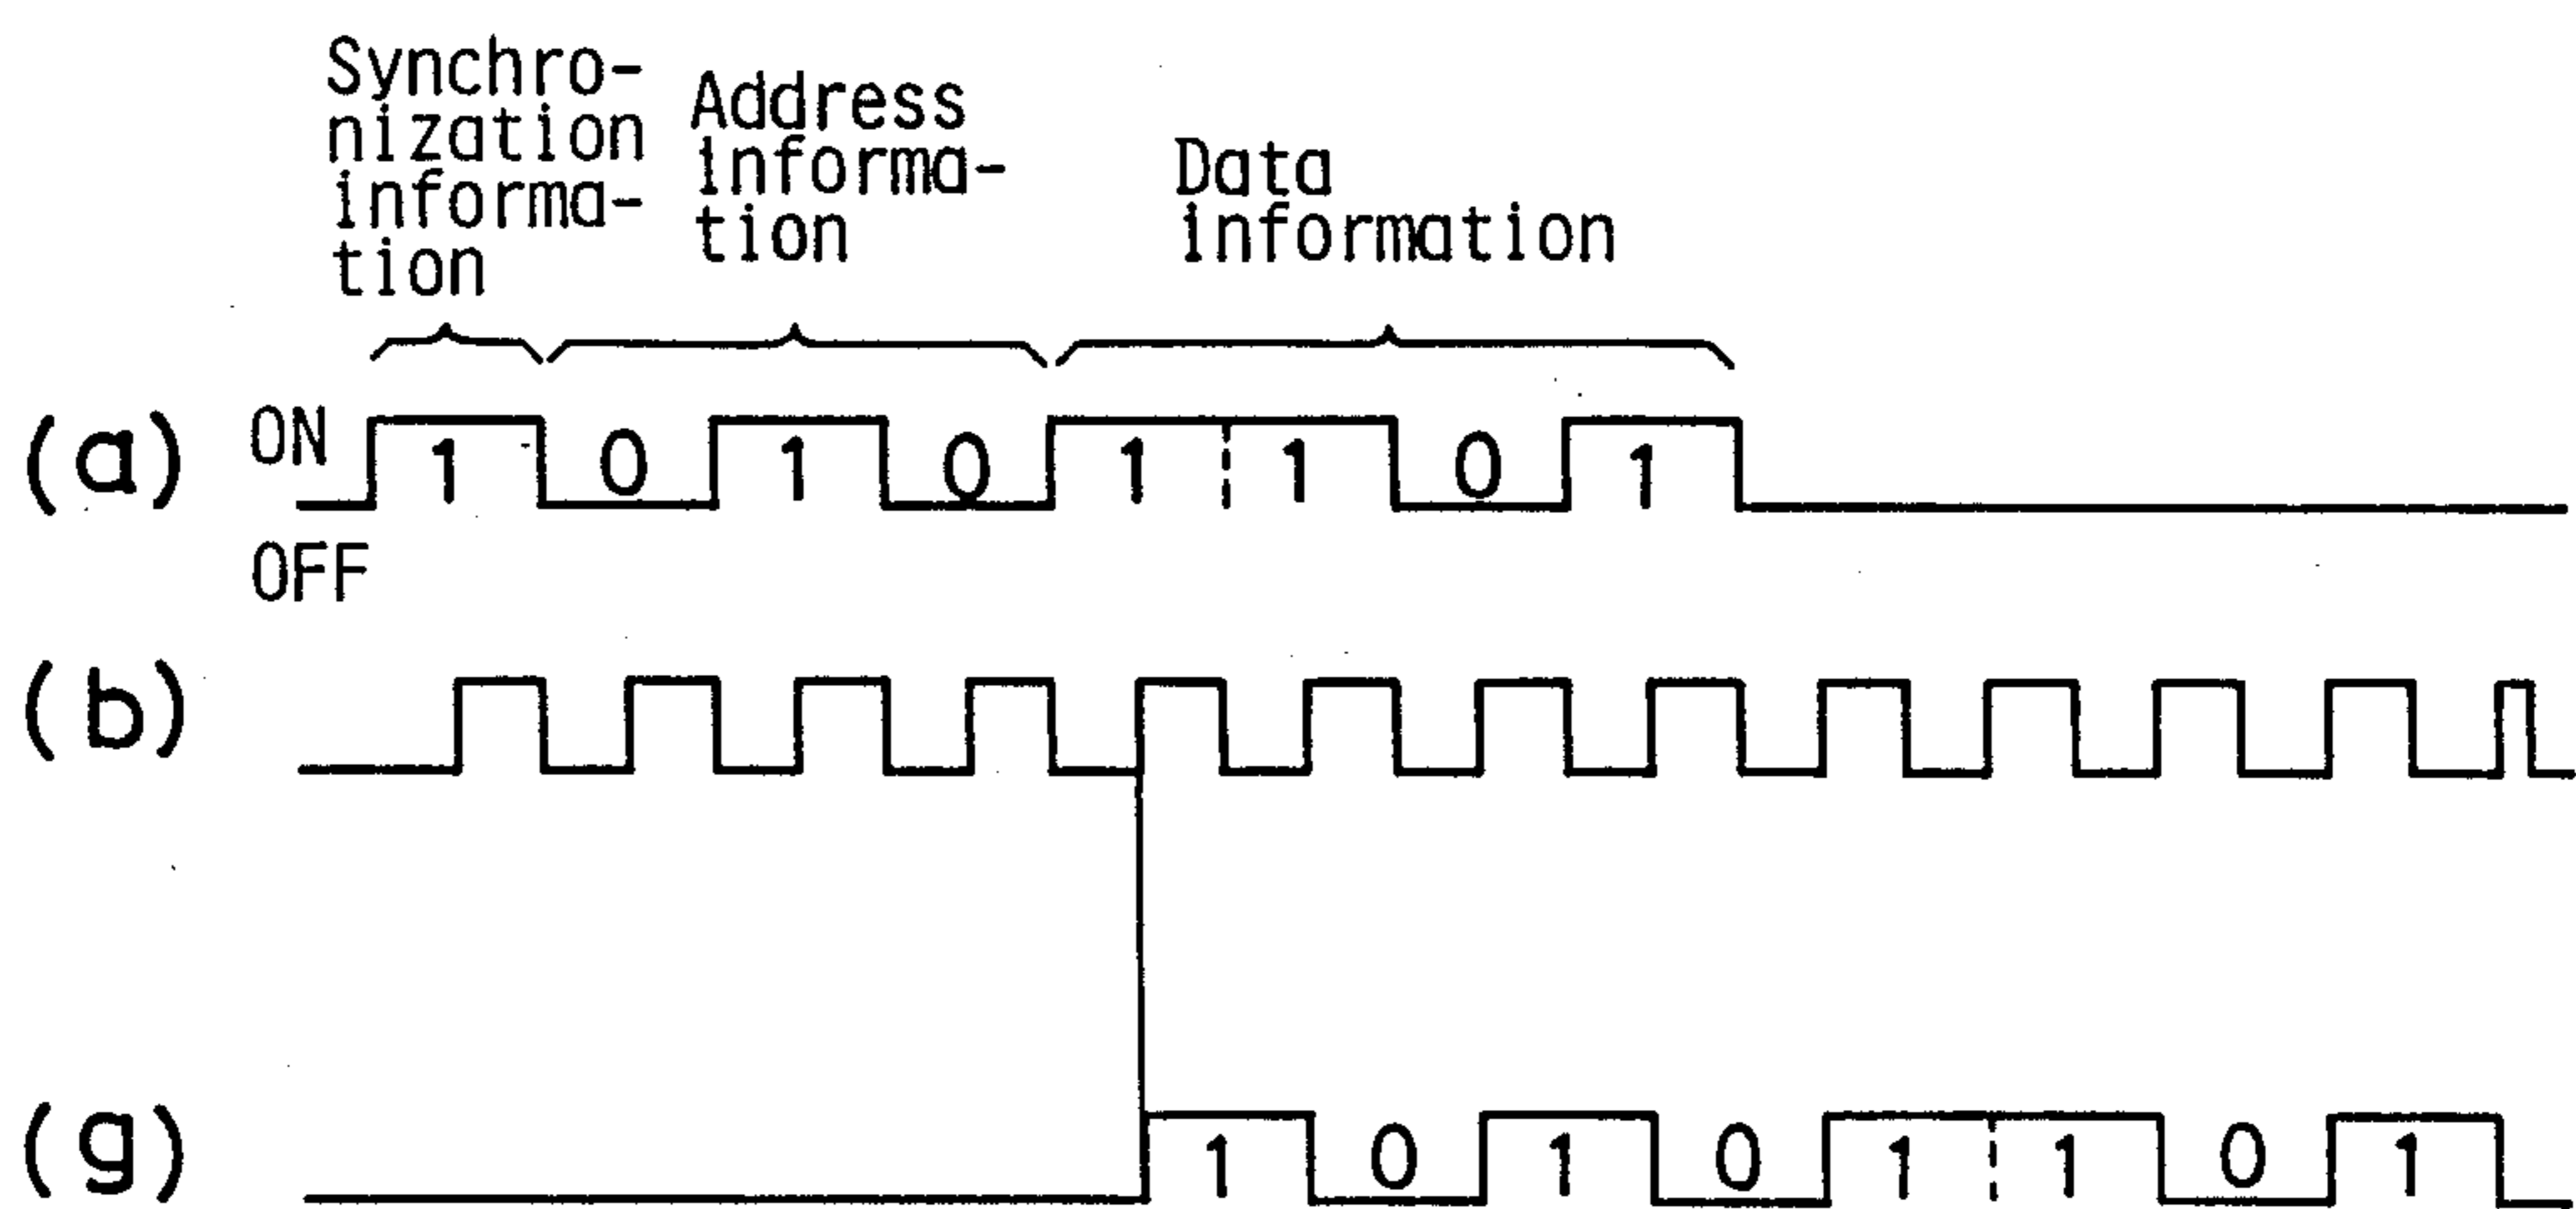 Synchro-
nization
informa-
tion
Address
informa-
tion
Data
information
(a) ON 1 0 1 0 1 1 0 1
OFF
(b)
(g) 1 0 1 0 1 1 0 1